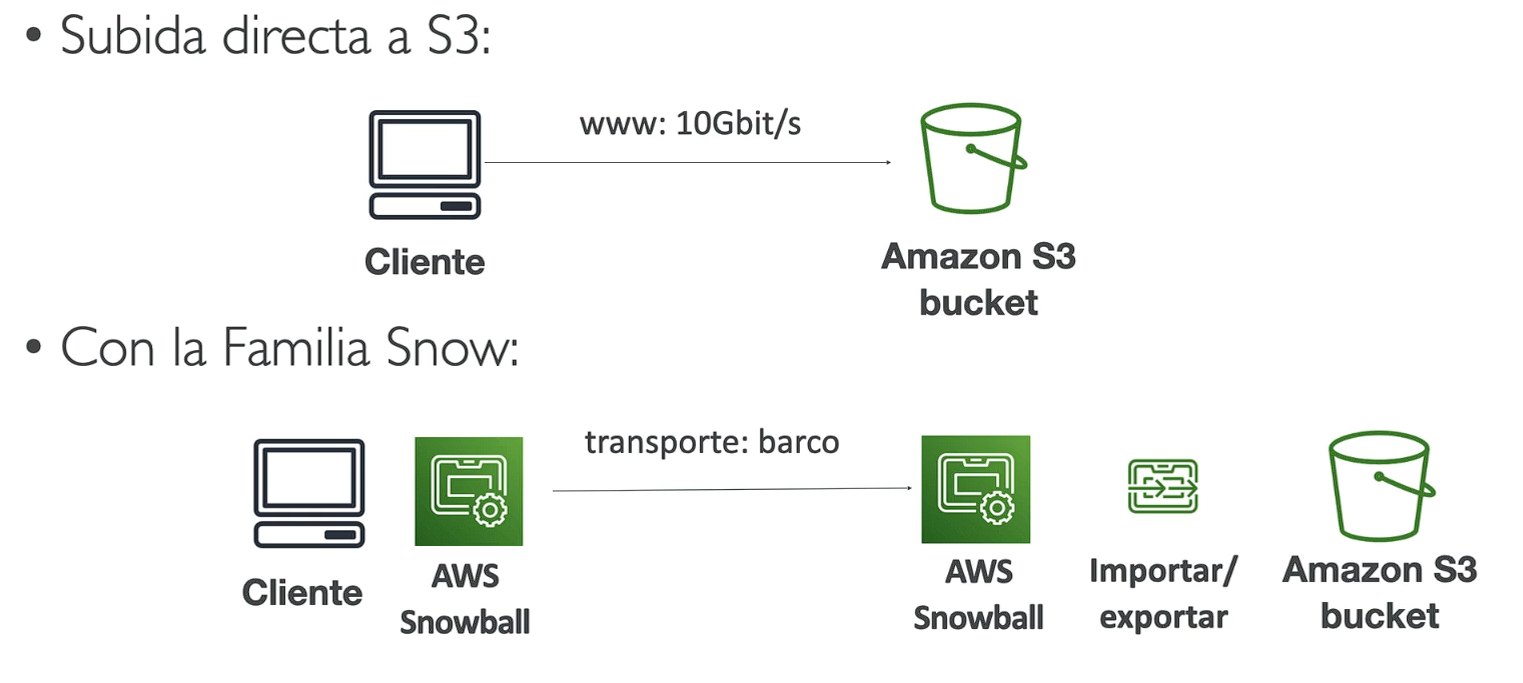 • Subida directa a S3:
www: 10Gbit/s
Cliente
Amazon S3
bucket
• Con la Familia Snow:
transporte: barco
Cliente
AWS
Snowball
AWS
Snowball
Importar/
exportar
Amazon S3
bucket